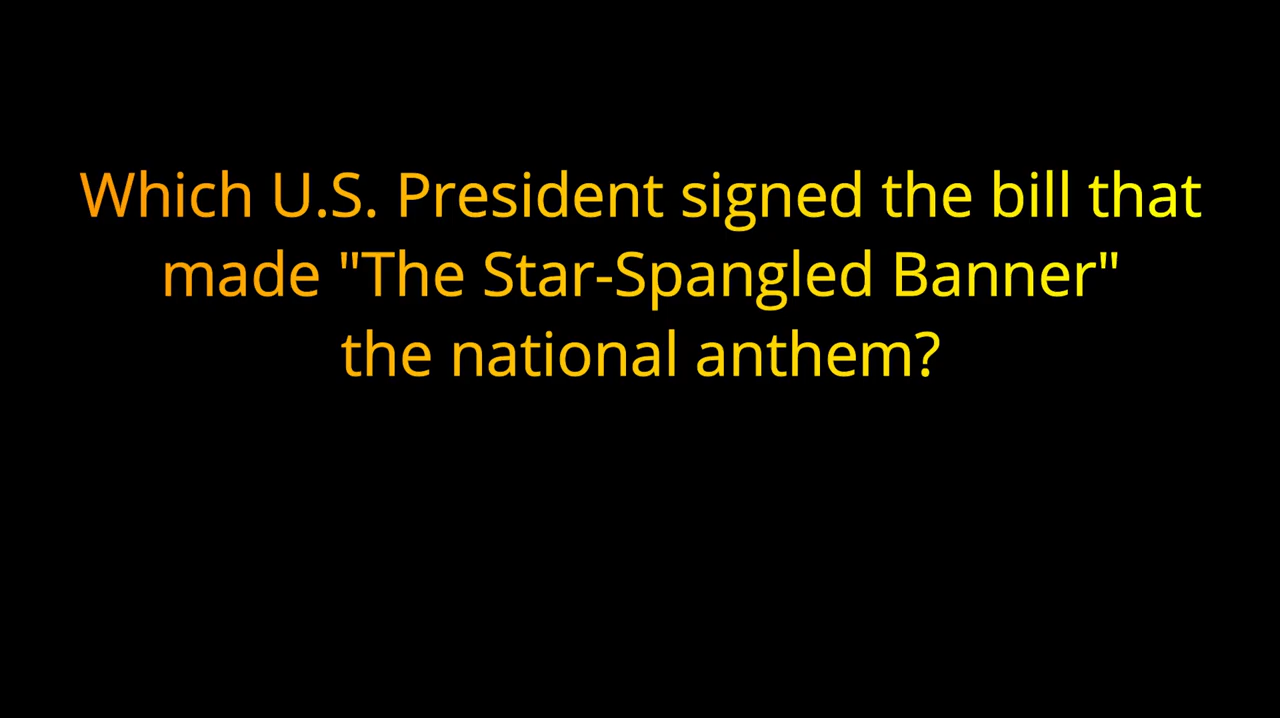 Which U.S. President signed the bill that
made "The Star-Spangled Banner"
the national anthem?